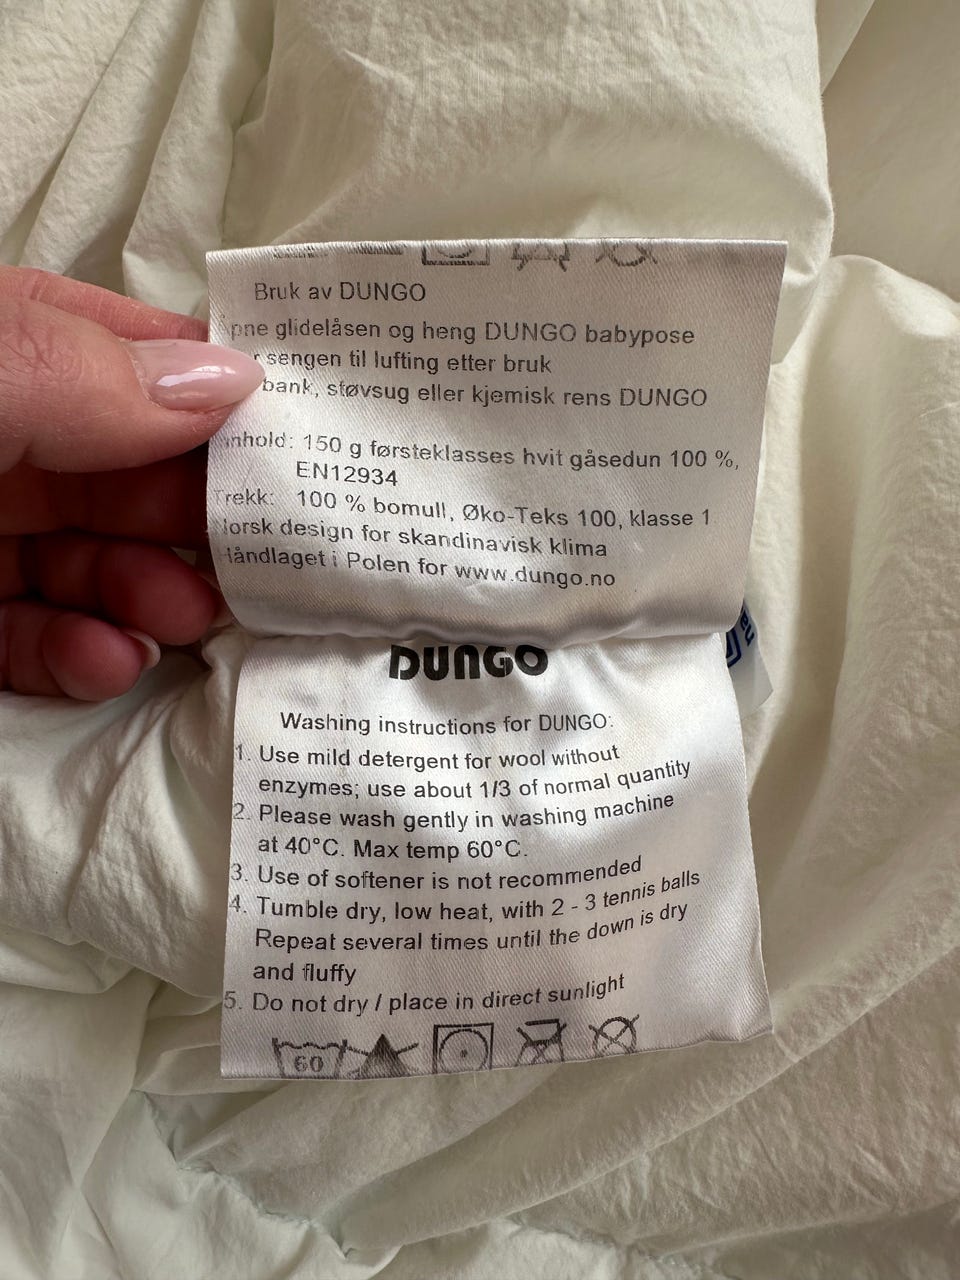 Bruk av DUNGO
Åpne glidelåsen og heng DUNGO babypose
sengen til lufting etter bruk
bank, støvsug eller kjemisk rens DUNGO
Innhold: 150 g førsteklasses hvit gåsedun 100 %,
EN12934
Trekk: 100 % bomull, Øko-Teks 100, klasse 1
Norsk design for skandinavisk klima
Håndlaget i Polen for www.dungo.no
DUNGO
Washing instructions for DUNGO:
1. Use mild detergent for wool without
enzymes; use about 1/3 of normal quantity
2. Please wash gently in washing machine
at 40°C. Max temp 60°C.
3. Use of softener is not recommended
4. Tumble dry, low heat, with 2 - 3 tennis balls
Repeat several times until the down is dry
and fluffy
5. Do not dry / place in direct sunlight
60